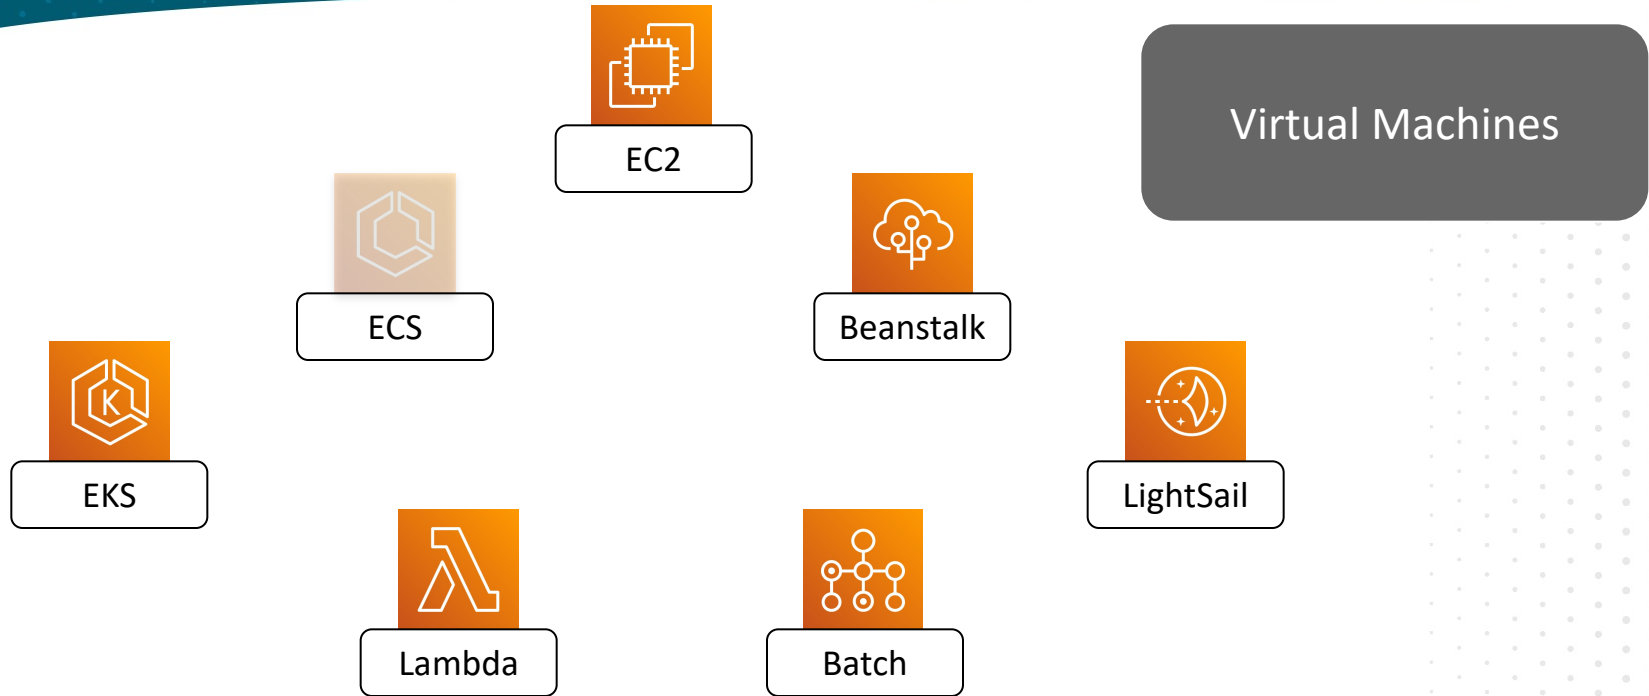 EC2
Virtual Machines
ECS
Beanstalk
K
EKS
LightSail
Lambda
Batch